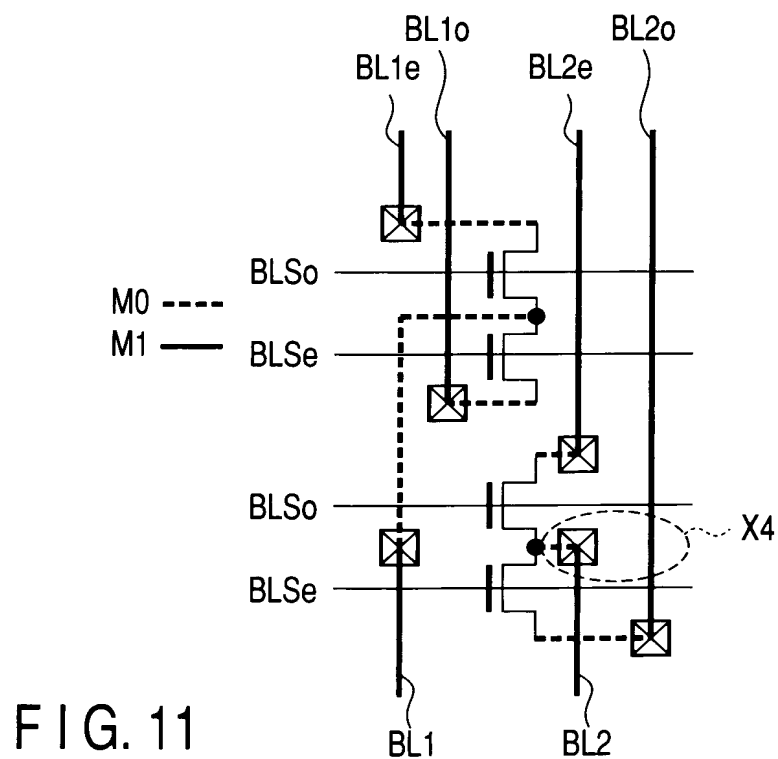 BL1o
BL2o
BL1e
BL2e
BLSo
M0
M1
BLSe
BLSo
X4
BLSe
FIG. 11
BL1
BL2